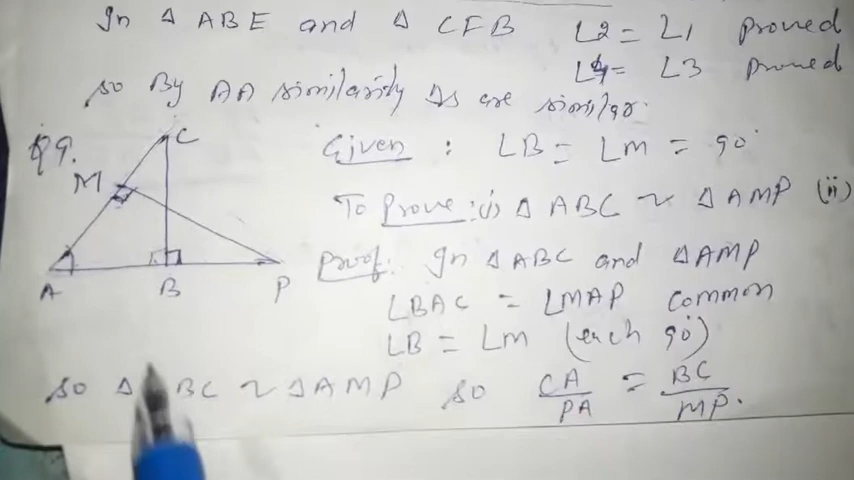 In Δ ABE and Δ CFB ∠2 = ∠1 proved
∠4 = ∠3 proved
so By AA similarity Δs are similar.
Q9.
C
M
A
B
P
Given : ∠B = ∠M = 90°
To Prove : (i) Δ ABC ~ Δ AMP (ii)
Proof: In Δ ABC and Δ AMP
∠BAC = ∠MAP common
∠B = ∠M (each 90°)
so Δ BC ~ Δ AMP so CA/PA = BC/MP.